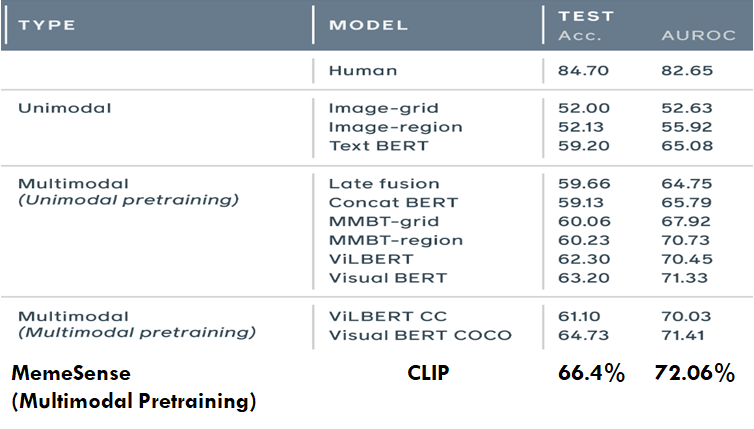 TYPE MODEL TEST
Acc. AUROC
Human 84.70 82.65
Unimodal Image-grid 52.00 52.63
Image-region 52.13 55.92
Text BERT 59.20 65.08
Multimodal Late fusion 59.66 64.75
(Unimodal pretraining) Concat BERT 59.13 65.79
MMBT-grid 60.06 67.92
MMBT-region 60.23 70.73
ViLBERT 62.30 70.45
Visual BERT 63.20 71.33
Multimodal ViLBERT CC 61.10 70.03
(Multimodal pretraining) Visual BERT COCO 64.73 71.41
MemeSense CLIP 66.4% 72.06%
(Multimodal Pretraining)